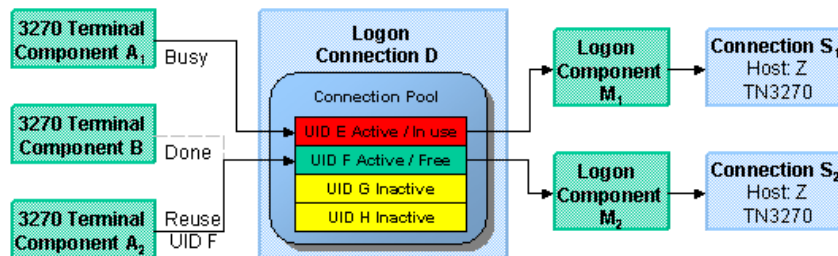 3270 Terminal
Component A₁
Busy
3270 Terminal
Component B
Done
3270 Terminal
Component A₂
Reuse
UID F
Logon
Connection D
Connection Pool
UID E Active / In use
UID F Active / Free
UID G Inactive
UID H Inactive
Logon
Component
M₁
Connection S₁
Host: Z
TN3270
Logon
Component
M₂
Connection S₂
Host: Z
TN3270